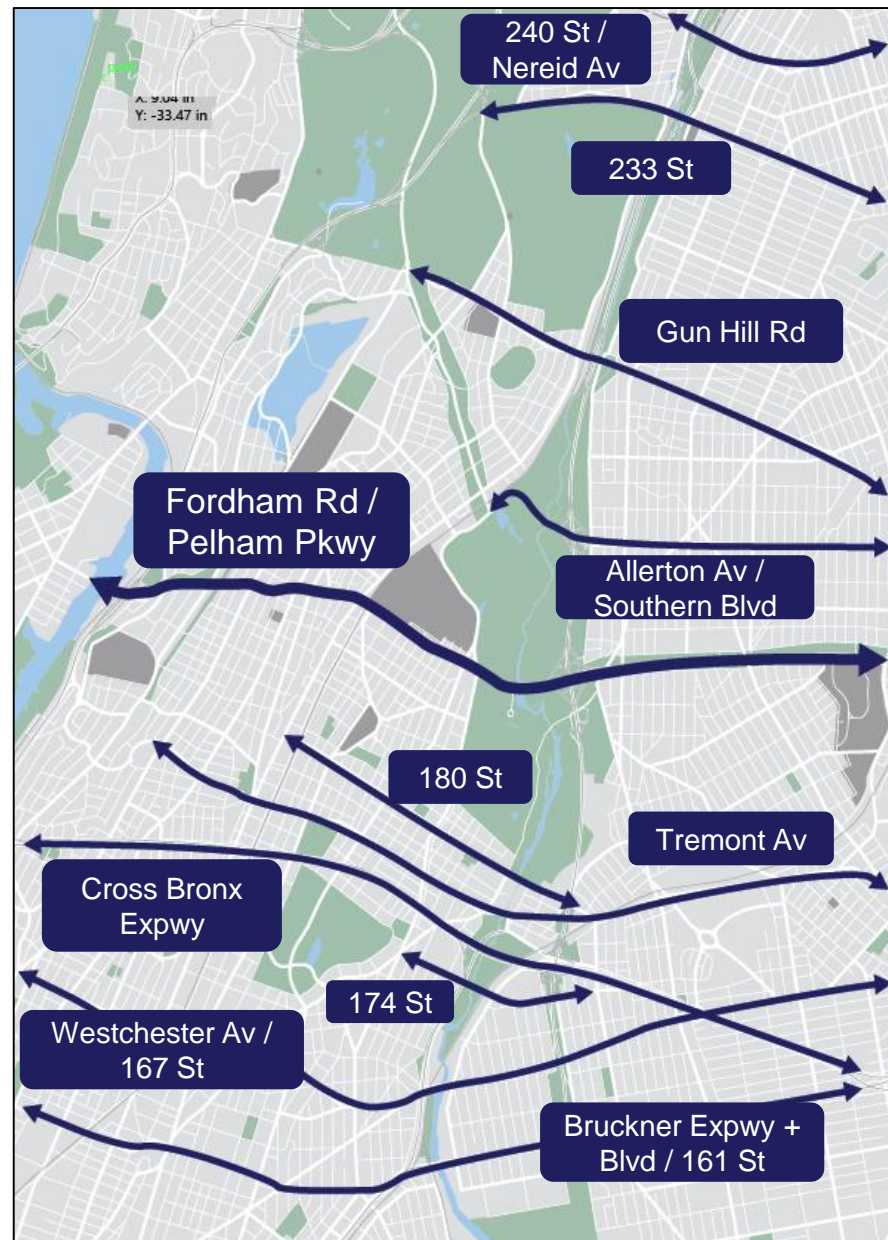 240 St /
Nereid Av
Y: -33.47 in
233 St
Gun Hill Rd
Fordham Rd /
Pelham Pkwy
Allerton Av /
Southern Blvd
180 St
Tremont Av
Cross Bronx
Expwy
174 St
Westchester Av /
167 St
Bruckner Expwy +
Blvd / 161 St